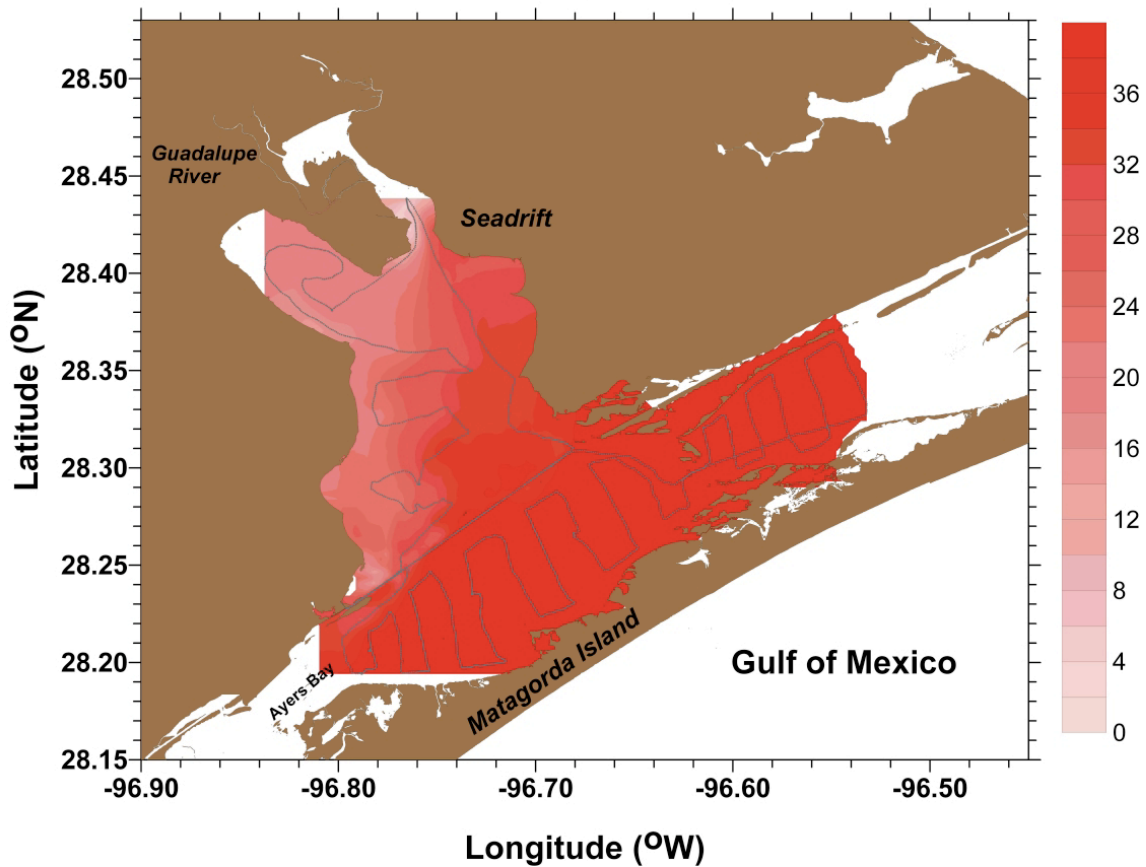 28.50
28.45
28.40
28.35
28.30
28.25
28.20
28.15
Latitude (ᴼN)
Guadalupe
River
Seadrift
Ayers Bay
Matagorda Island
Gulf of Mexico
-96.90
-96.80
-96.70
-96.60
-96.50
Longitude (ᴼW)
36
32
28
24
20
16
12
8
4
0